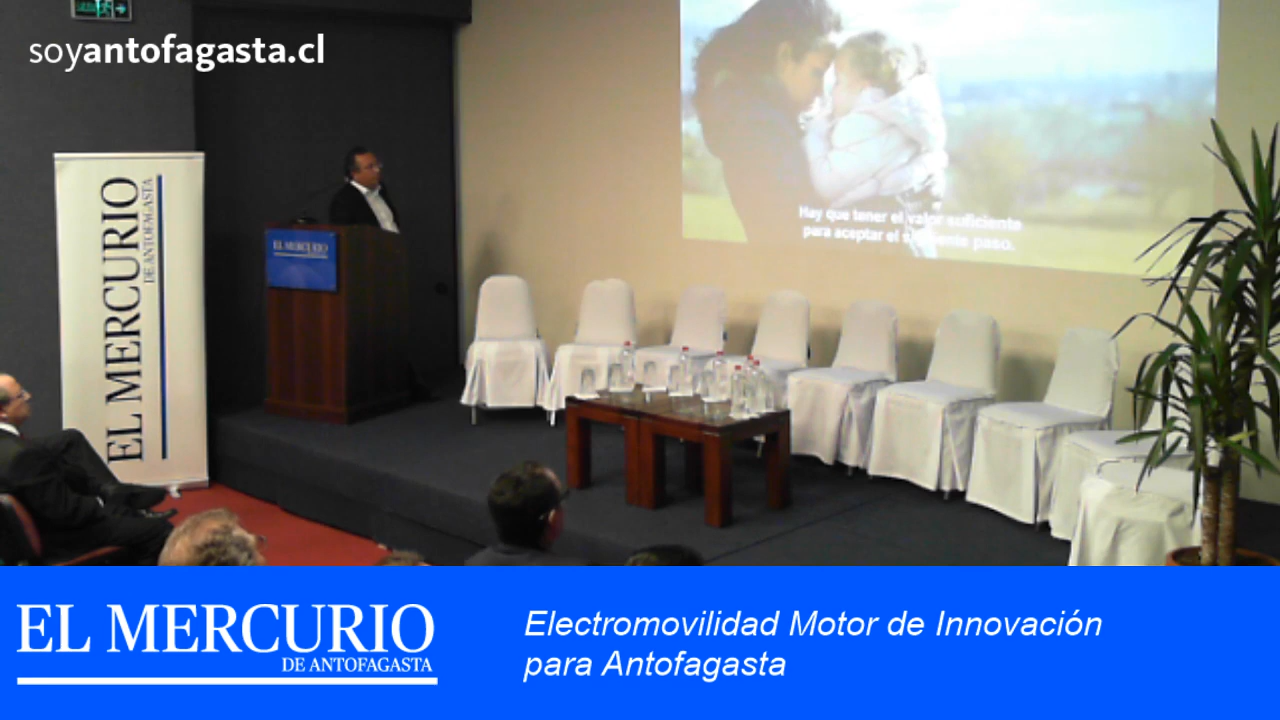 soyantofagasta.cl
EL MERCURIO
DE ANTOFAGASTA
EL MERCURIO
Hay que tener el valor suficiente
para aceptar el siguiente paso.
EL MERCURIO
DE ANTOFAGASTA
Electromovilidad Motor de Innovación
para Antofagasta